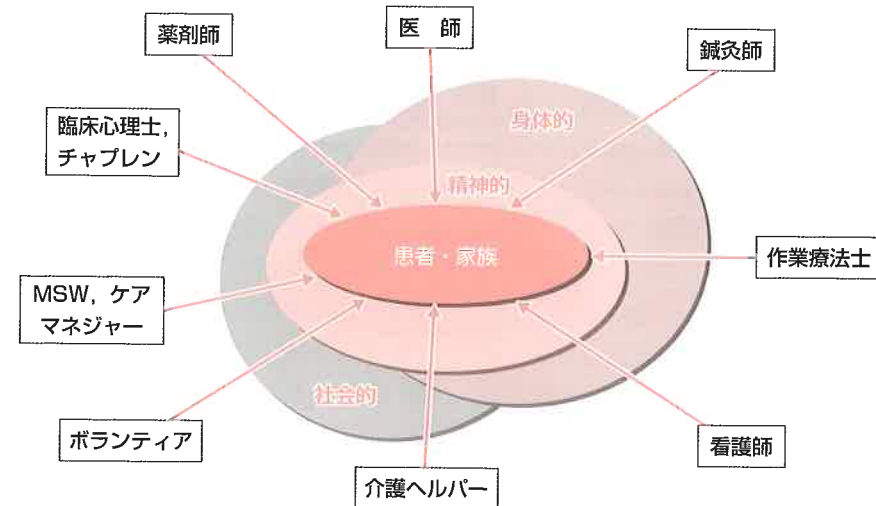 医 師
薬剤師
鍼灸師
身体的
臨床心理士,
チャプレン
精神的
患者・家族
作業療法士
MSW, ケア
マネジャー
社会的
ボランティア
看護師
介護ヘルパー